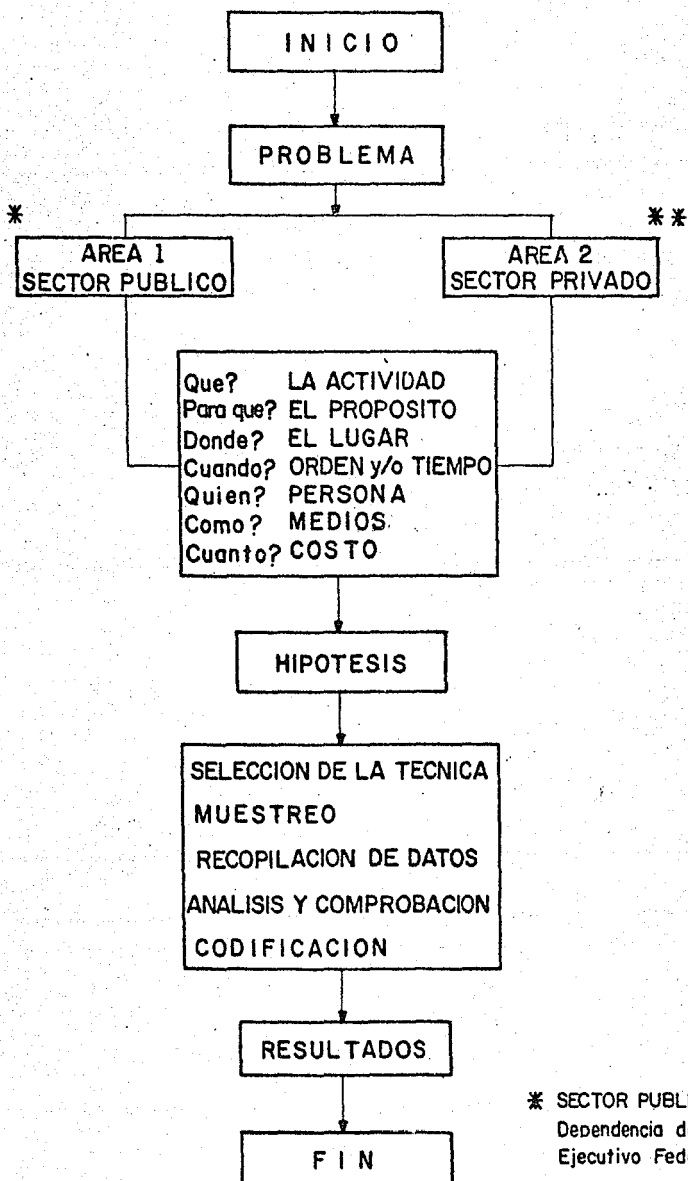 INICIO
PROBLEMA
*
**
AREA 1
SECTOR PUBLICO
AREA 2
SECTOR PRIVADO
Que? LA ACTIVIDAD
Para que? EL PROPOSITO
Donde? EL LUGAR
Cuando? ORDEN y/o TIEMPO
Quien? PERSONA
Como? MEDIOS
Cuanto? COSTO
HIPOTESIS
SELECCION DE LA TECNICA
MUESTREO
RECOPILACION DE DATOS
ANALISIS Y COMPROBACION
CODIFICACION
RESULTADOS
FIN
* SECTOR
Dependencia
Ejecutivo